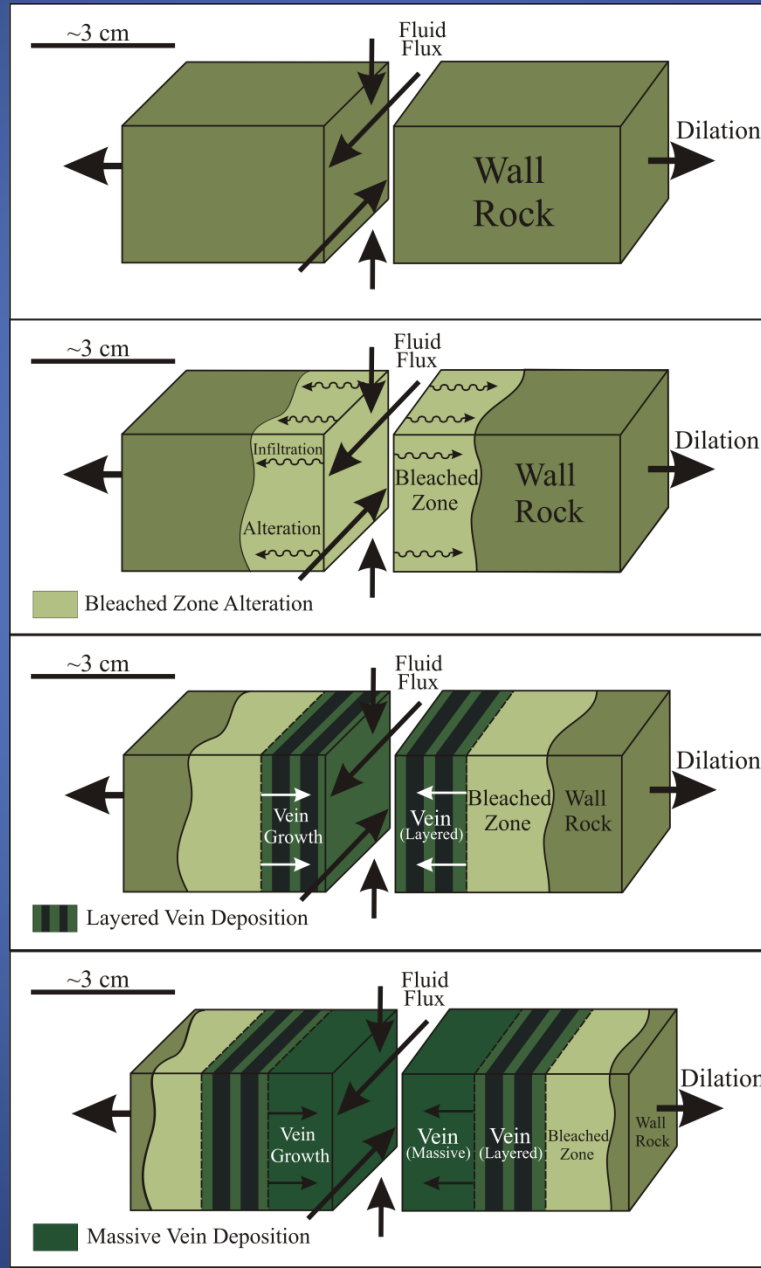 ~3 cm
Fluid
Flux
Dilation
Wall
Rock
~3 cm
Fluid
Flux
Dilation
Infiltration
Alteration
Bleached
Zone
Wall
Rock
Bleached Zone Alteration
~3 cm
Fluid
Flux
Dilation
Vein
Growth
Vein
(Layered)
Bleached
Zone
Wall
Rock
Layered Vein Deposition
~3 cm
Fluid
Flux
Dilation
Vein
Growth
Vein
(Massive)
Vein
(Layered)
Bleached
Zone
Wall
Rock
Massive Vein Deposition